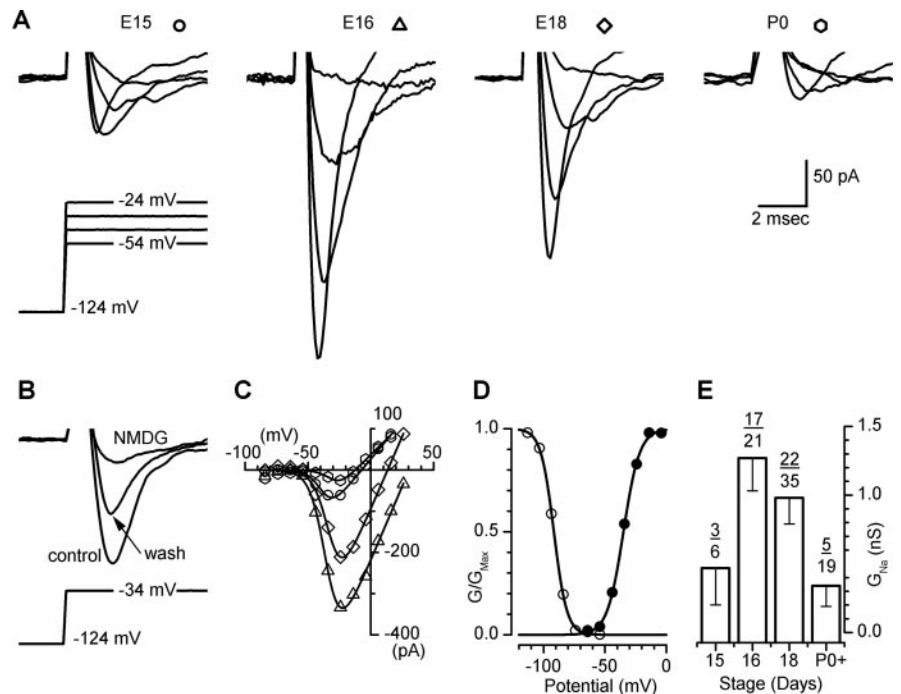 A
E15
E16
E18
P0
-24 mV
-54 mV
-124 mV
50 pA
2 msec
B
NMDG
control
wash
-34 mV
-124 mV
C
(mV)
100
-100
-50
50
-200
-400
(pA)
D
1.0
0.5
0.0
G/GMax
-100
-50
0
Potential (mV)
E
3
6
17
21
22
35
5
19
1.5
1.0
0.5
0.0
GNa (nS)
15
16
18
P0+
Stage (Days)